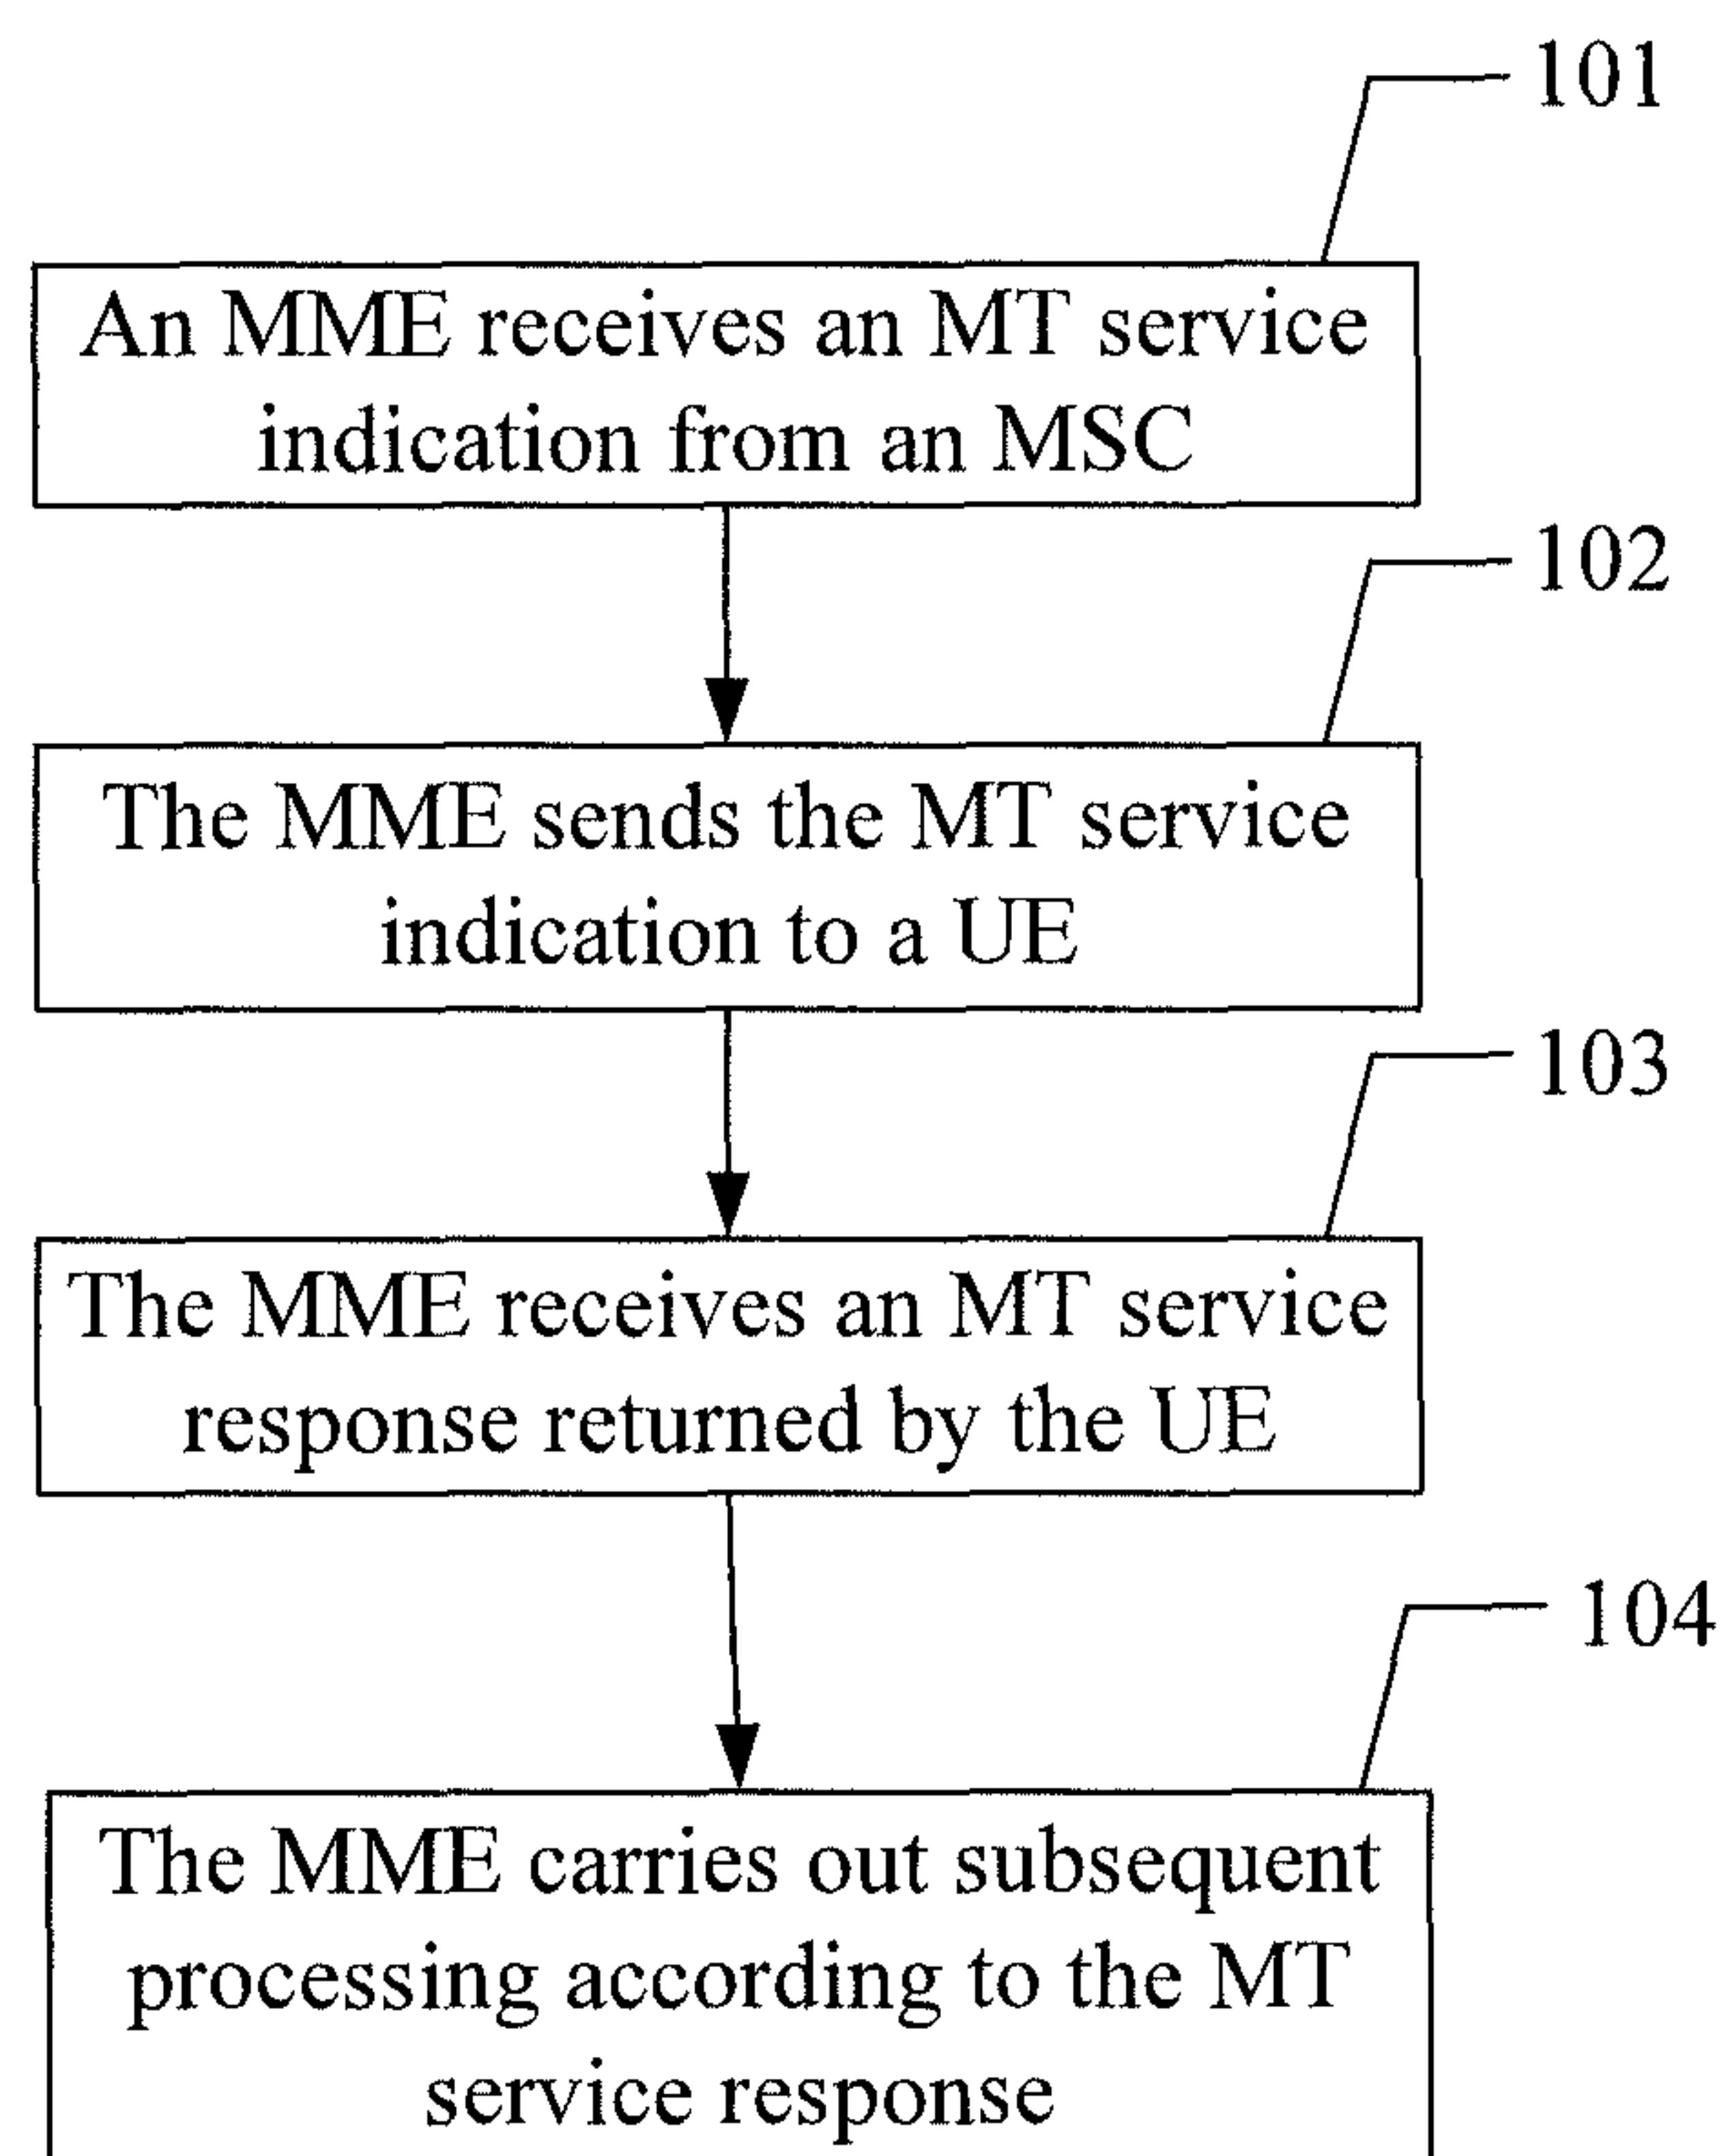 101
An MME receives an MT service
indication from an MSC
102
The MME sends the MT service
indication to a UE
103
The MME receives an MT service
response returned by the UE
104
The MME carries out subsequent
processing according to the MT
service response